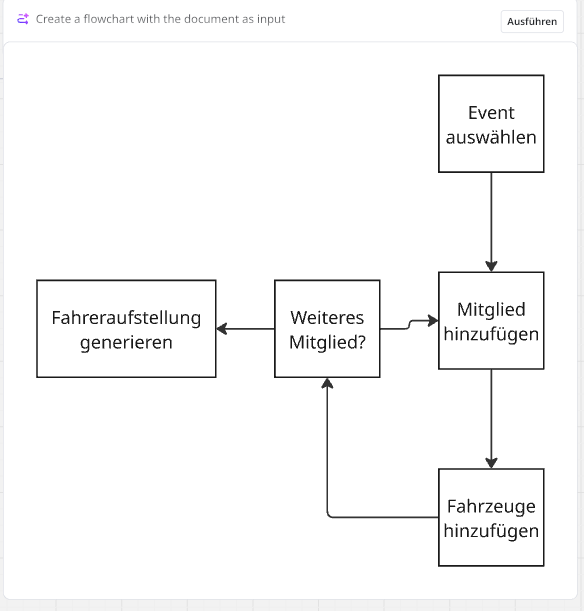 Create a flowchart with the document as input
Ausführen
Event
auswählen
Mitglied
hinzufügen
Weiteres
Mitglied?
Fahreraufstellung
generieren
Fahrzeuge
hinzufügen